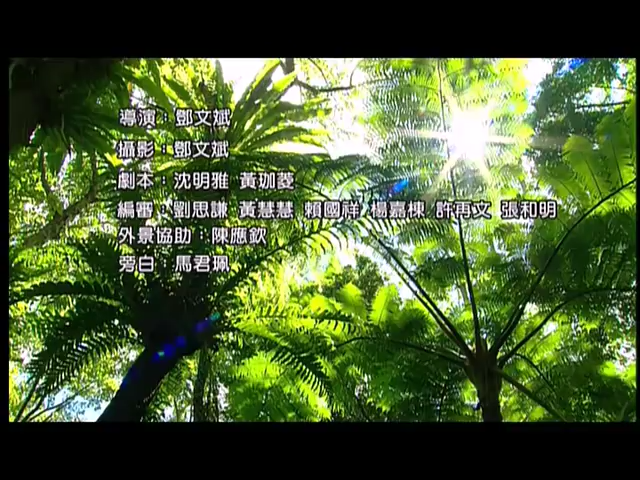 導演：鄧文斌
攝影：鄧文斌
劇本：沈明雅 黃珈菱
編審：劉思謙 黃慧慧 賴國祥 楊嘉棟 許再文 張和明
外景協助：陳應欽
旁白：馬君珮